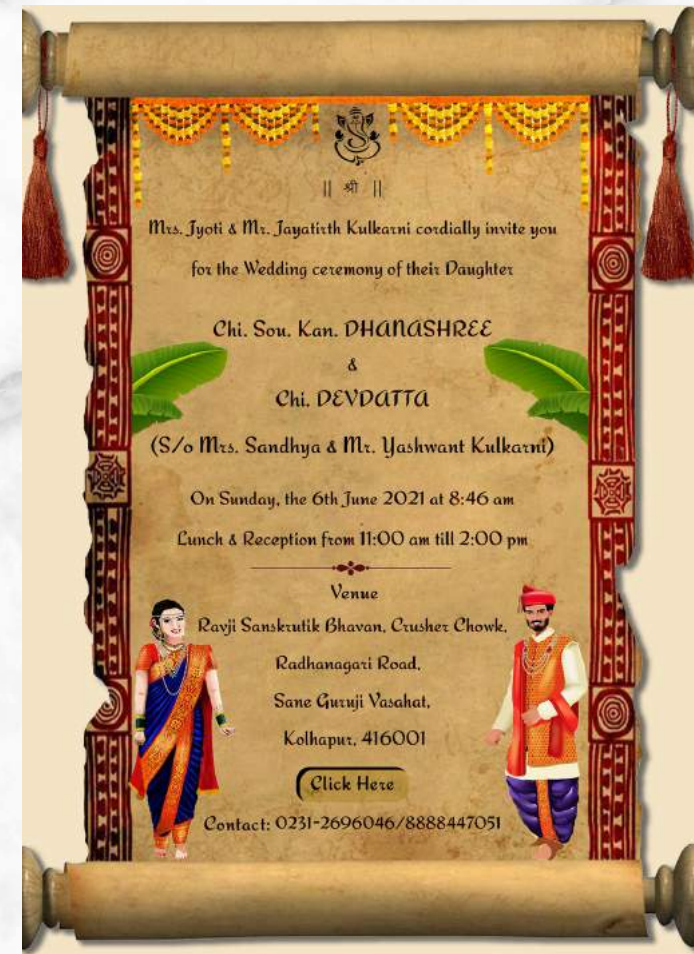 || श्री ||
Mrs. Jyoti & Mr. Jayatirth Kulkarni cordially invite you
for the Wedding ceremony of their Daughter
Chi. Sou. Kan. DHANASHREE
&
Chi. DEVDATTA
(S/o Mrs. Sandhya & Mr. Yashwant Kulkarni)
On Sunday, the 6th June 2021 at 8:46 am
Lunch & Reception from 11:00 am till 2:00 pm
Venue
Ravji Sanskrutik Bhavan, Crusher Chowk,
Radhanagari Road,
Sane Guruji Vasahat,
Kolhapur, 416001
Click Here
Contact: 0231-2696046/8888447051